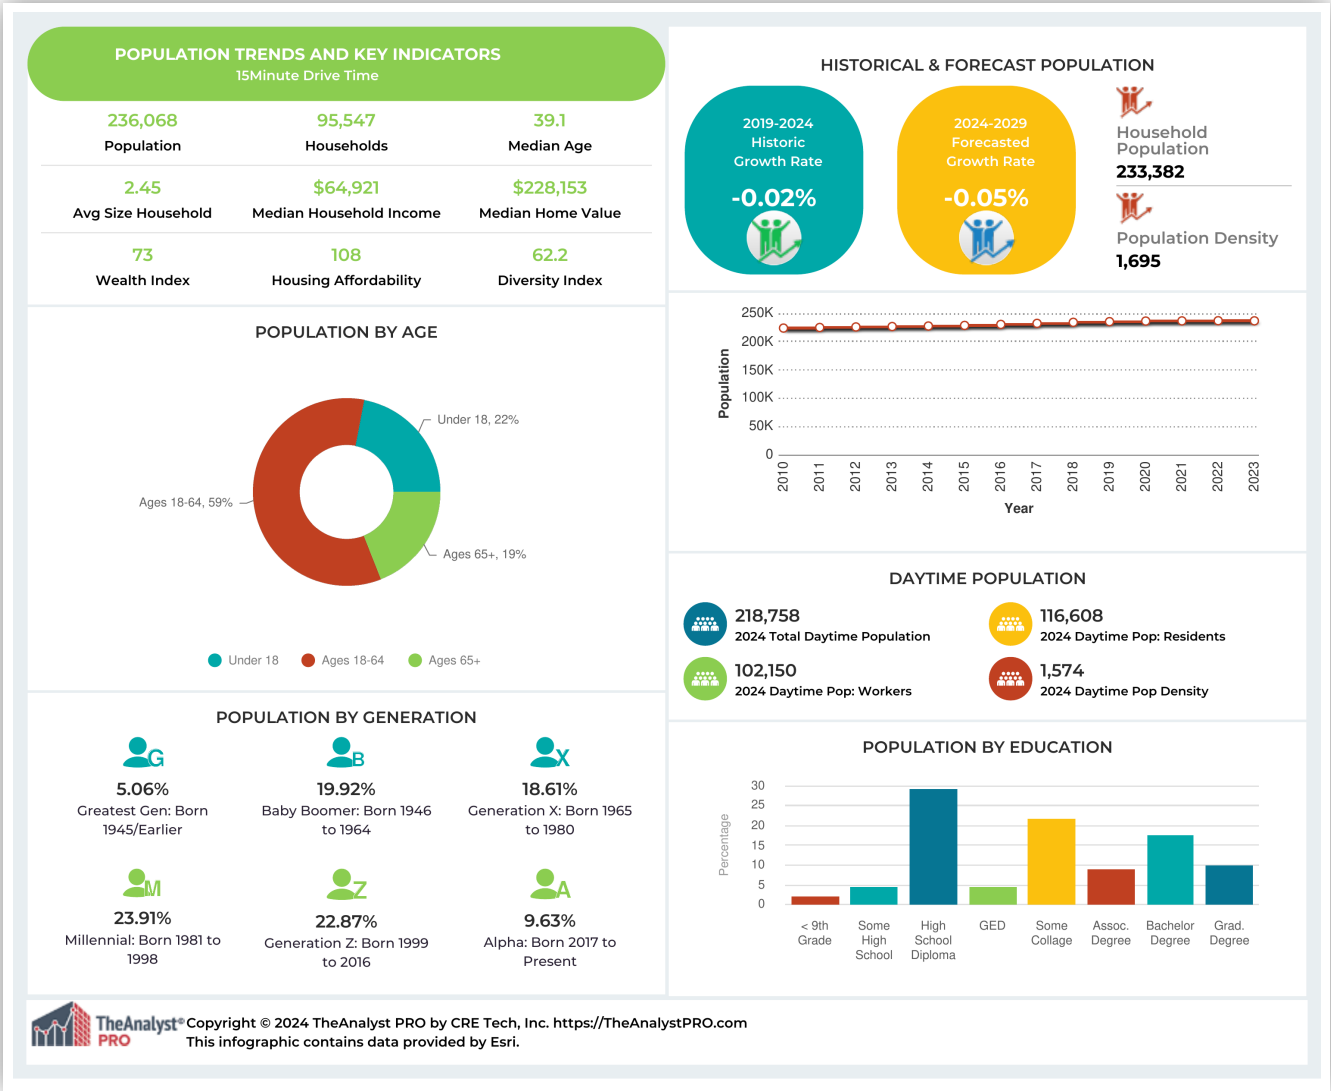 POPULATION TRENDS AND KEY INDICATORS
15Minute Drive Time
236,068
Population
95,547
Households
39.1
Median Age
2.45
Avg Size Household
$64,921
Median Household Income
$228,153
Median Home Value
73
Wealth Index
108
Housing Affordability
62.2
Diversity Index
POPULATION BY AGE
Under 18, 22%
Ages 18-64, 59%
Ages 65+, 19%
Under 18
Ages 18-64
Ages 65+
POPULATION BY GENERATION
G
5.06%
Greatest Gen: Born
1945/Earlier
B
19.92%
Baby Boomer: Born 1946
to 1964
X
18.61%
Generation X: Born 1965
to 1980
M
23.91%
Millennial: Born 1981 to
1998
Z
22.87%
Generation Z: Born 1999
to 2016
A
9.63%
Alpha: Born 2017 to
Present
HISTORICAL & FORECAST POPULATION
2019-2024
Historic
Growth Rate
-0.02%
2024-2029
Forecasted
Growth Rate
-0.05%
Household
Population
233,382
Population Density
1,695
250K
200K
150K
100K
50K
0
Population
2010
2011
2012
2013
2014
2015
2016
2017
2018
2019
2020
2021
2022
2023
Year
DAYTIME POPULATION
218,758
2024 Total Daytime Population
116,608
2024 Daytime Pop: Residents
102,150
2024 Daytime Pop: Workers
1,574
2024 Daytime Pop Density
POPULATION BY EDUCATION
30
25
20
15
10
5
0
Percentage
< 9th
Grade
Some
High
School
High
School
Diploma
GED
Some
Collage
Assoc.
Degree
Bachelor
Degree
Grad.
Degree
TheAnalyst®
PRO
Copyright © 2024 TheAnalyst PRO by CRE Tech, Inc. https://TheAnalystPRO.com
This infographic contains data provided by Esri.